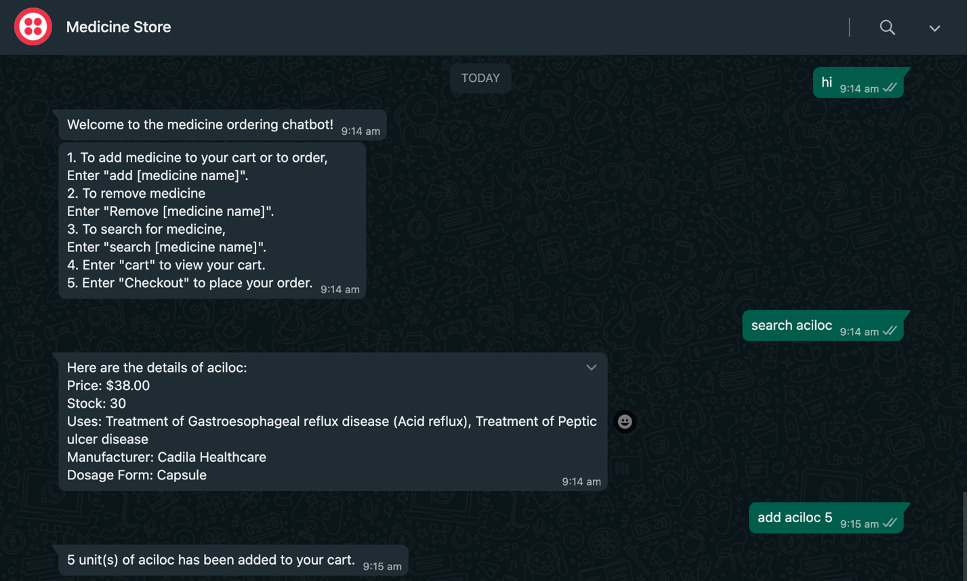 Medicine Store
TODAY
hi 9:14 am
Welcome to the medicine ordering chatbot! 9:14 am
1. To add medicine to your cart or to order,
Enter "add [medicine name]".
2. To remove medicine
Enter "Remove [medicine name]".
3. To search for medicine,
Enter "search [medicine name]".
4. Enter "cart" to view your cart.
5. Enter "Checkout" to place your order. 9:14 am
search aciloc 9:14 am
Here are the details of aciloc:
Price: $38.00
Stock: 30
Uses: Treatment of Gastroesophageal reflux disease (Acid reflux), Treatment of Peptic
ulcer disease
Manufacturer: Cadila Healthcare
Dosage Form: Capsule
9:14 am
add aciloc 5 9:15 am
5 unit(s) of aciloc has been added to your cart. 9:15 am